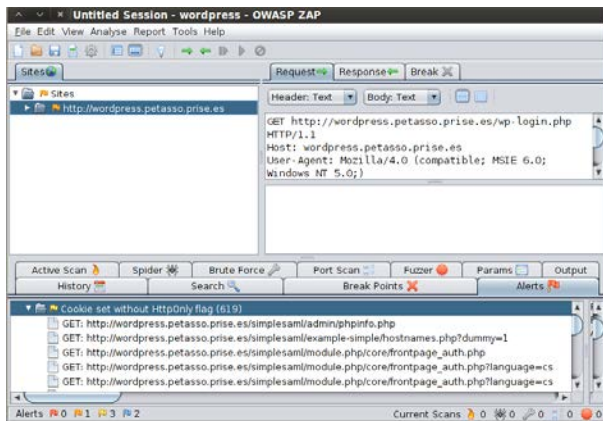 Untitled Session - wordpress - OWASP ZAP
File Edit View Analyse Report Tools Help
Sites
Request Response Break
Sites
http://wordpress.petasso.prise.es
Header: Text Body: Text
GET http://wordpress.petasso.prise.es/wp-login.php
HTTP/1.1
Host: wordpress.petasso.prise.es
User-Agent: Mozilla/4.0 (compatible; MSIE 6.0;
Windows NT 5.0;)
Active Scan Spider Brute Force Port Scan Fuzzer Params Output
History Search Break Points Alerts
Cookie set without HttpOnly flag (619)
GET: http://wordpress.petasso.prise.es/simplesaml/admin/phpinfo.php
GET: http://wordpress.petasso.prise.es/simplesaml/example-simple/hostnames.php?dummy=1
GET: http://wordpress.petasso.prise.es/simplesaml/module.php/core/frontpage_auth.php
GET: http://wordpress.petasso.prise.es/simplesaml/module.php/core/frontpage_auth.php?language=cs
GET: http://wordpress.petasso.prise.es/simplesaml/module.php/core/frontpage_auth.php?language=cs
Alerts 0 1 3 2 Current Scans 0 0 0 0 0